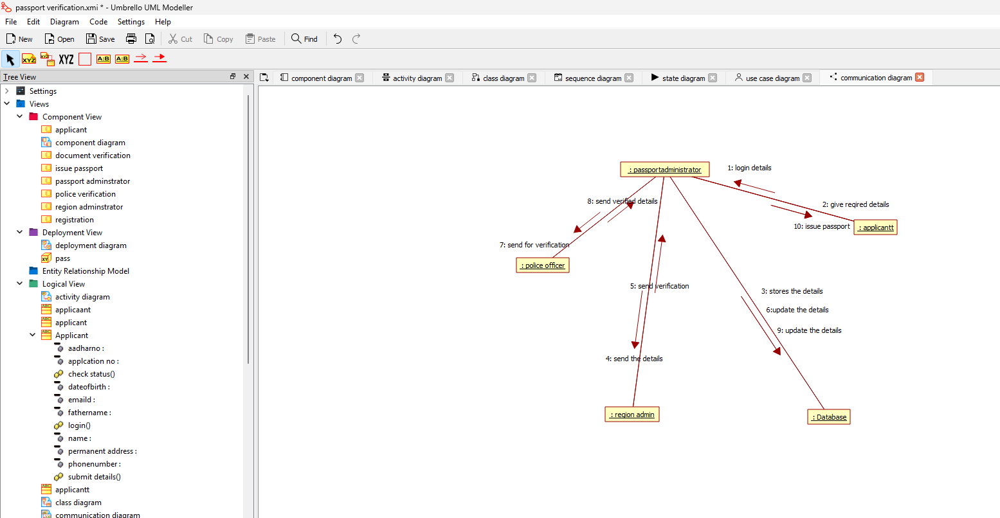 passport verification.xmi * - Umbrello UML Modeller
File Edit Diagram Code Settings Help
New Open Save Cut Copy Paste Find
XYZ XYZ XYZ A:B A:B
Tree View
component diagram activity diagram class diagram sequence diagram state diagram use case diagram communication diagram
Settings
Views
Component View
applicant
component diagram
document verification
issue passport
passport adminstrator
police verification
region adminstrator
registration
Deployment View
deployment diagram
pass
Entity Relationship Model
Logical View
activity diagram
applicaant
applicant
Applicant
aadharno :
applcation no :
check status()
dateofbirth :
emaild :
fathername :
login()
name :
permanent address :
phonenumber :
submit details()
applicantt
class diagram
communication diagram
: passportadministrator
1: login details
8: send verified details
2: give reqired details
10: issue passport
: applicantt
7: send for verification
: police officer
5: send verification
3: stores the details
6:update the details
9: update the details
4: send the details
: region admin
: Database